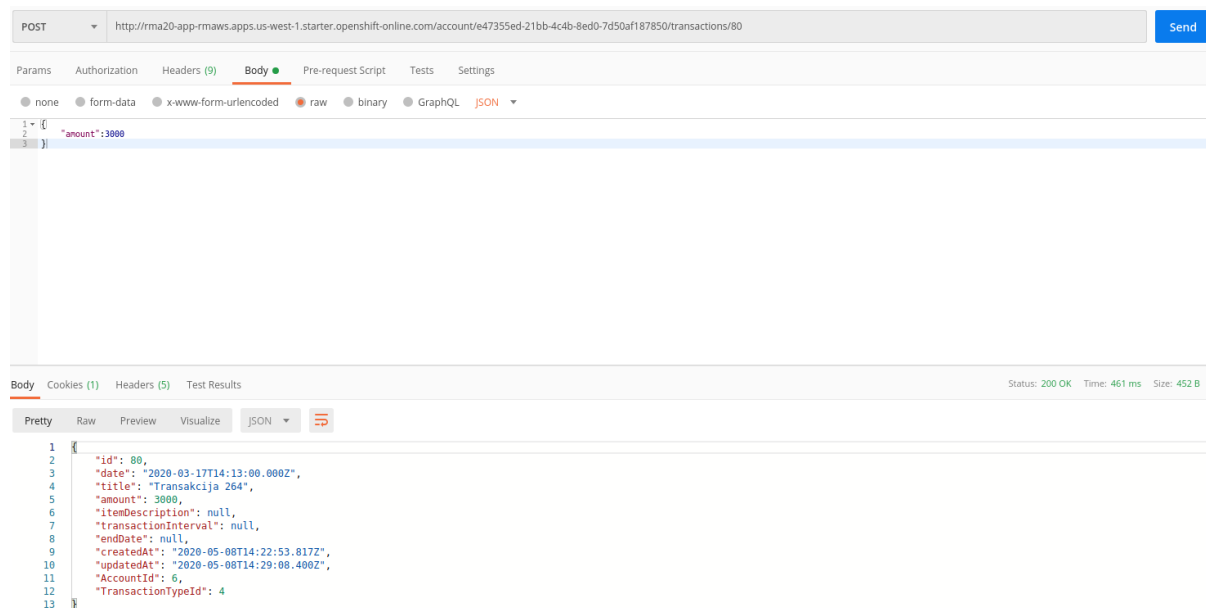 POST http://rma20-app-rmaws.apps.us-west-1.starter.openshift-online.com/account/e47355ed-21bb-4c4b-8ed0-7d50af187850/transactions/80 Send
Params Authorization Headers (9) Body Pre-request Script Tests Settings
none form-data x-www-form-urlencoded raw binary GraphQL JSON
1 {
2 "amount":3000
3 }
Body Cookies (1) Headers (5) Test Results Status: 200 OK Time: 461 ms Size: 452 B
Pretty Raw Preview Visualize JSON
1 {
2 "id": 80,
3 "date": "2020-03-17T14:13:00.000Z",
4 "title": "Transakcija 264",
5 "amount": 3000,
6 "itemDescription": null,
7 "transactionInterval": null,
8 "endDate": null,
9 "createdAt": "2020-05-08T14:22:53.817Z",
10 "updatedAt": "2020-05-08T14:29:08.400Z",
11 "AccountId": 6,
12 "TransactionTypeId": 4
13 }